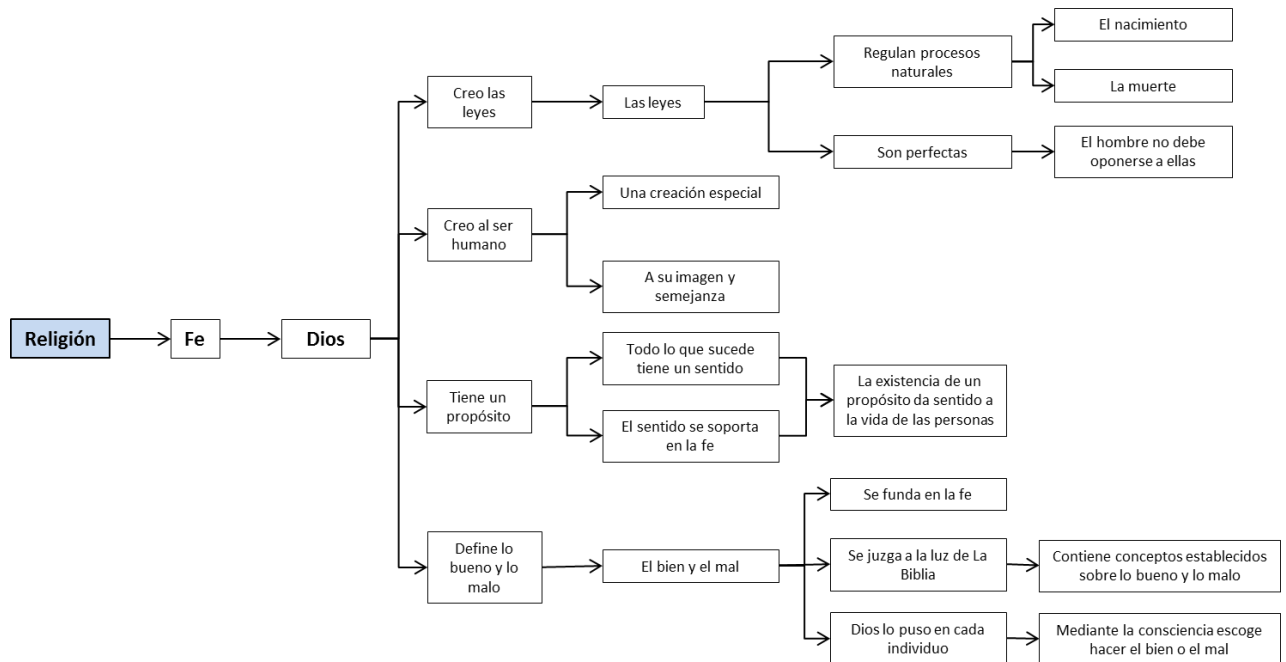 Religión
Fe
Dios
Creo las
leyes
Las leyes
Regulan procesos
naturales
El nacimiento
La muerte
Son perfectas
El hombre no debe
oponerse a ellas
Creo al ser
humano
Una creación especial
A su imagen y
semejanza
Tiene un
propósito
Todo lo que sucede
tiene un sentido
El sentido se soporta
en la fe
La existencia de un
propósito da sentido a
la vida de las personas
Define lo
bueno y lo
malo
El bien y el mal
Se funda en la fe
Se juzga a la luz de La
Biblia
Contiene conceptos establecidos
sobre lo bueno y lo malo
Dios lo puso en cada
individuo
Mediante la consciencia escoge
hacer el bien o el mal